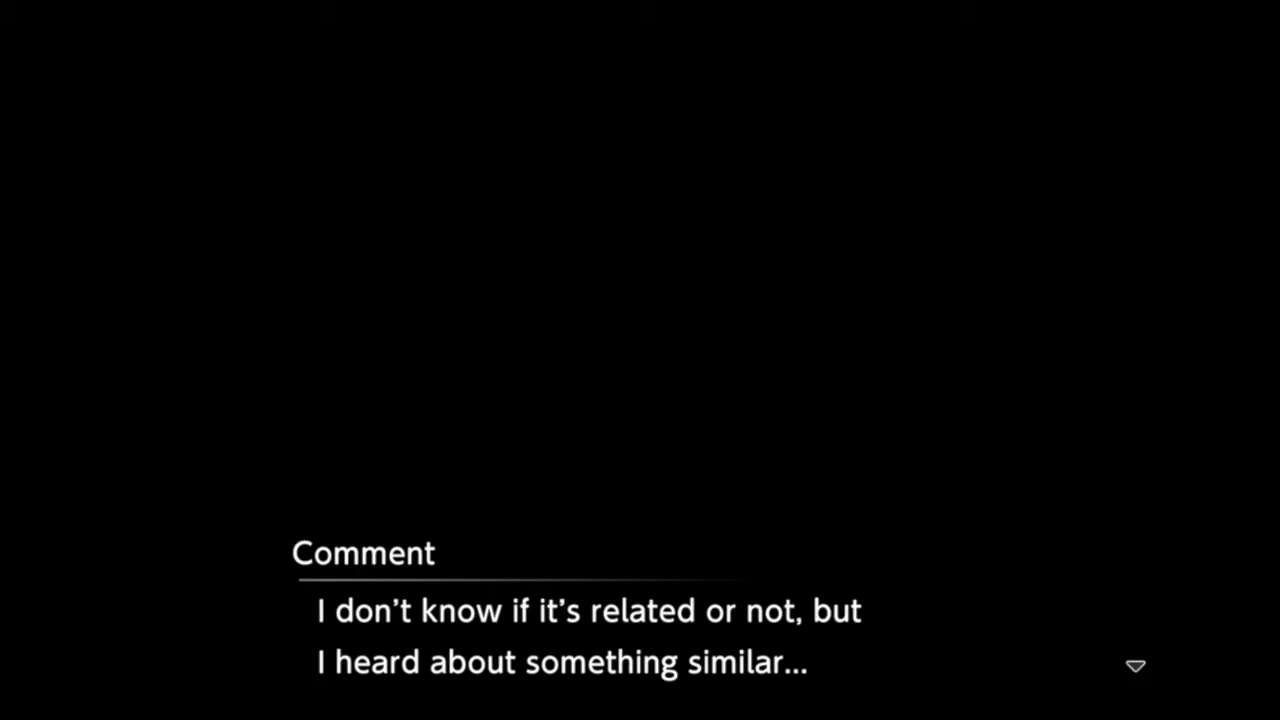 Comment
I don’t know if it’s related or not, but
I heard about something similar...